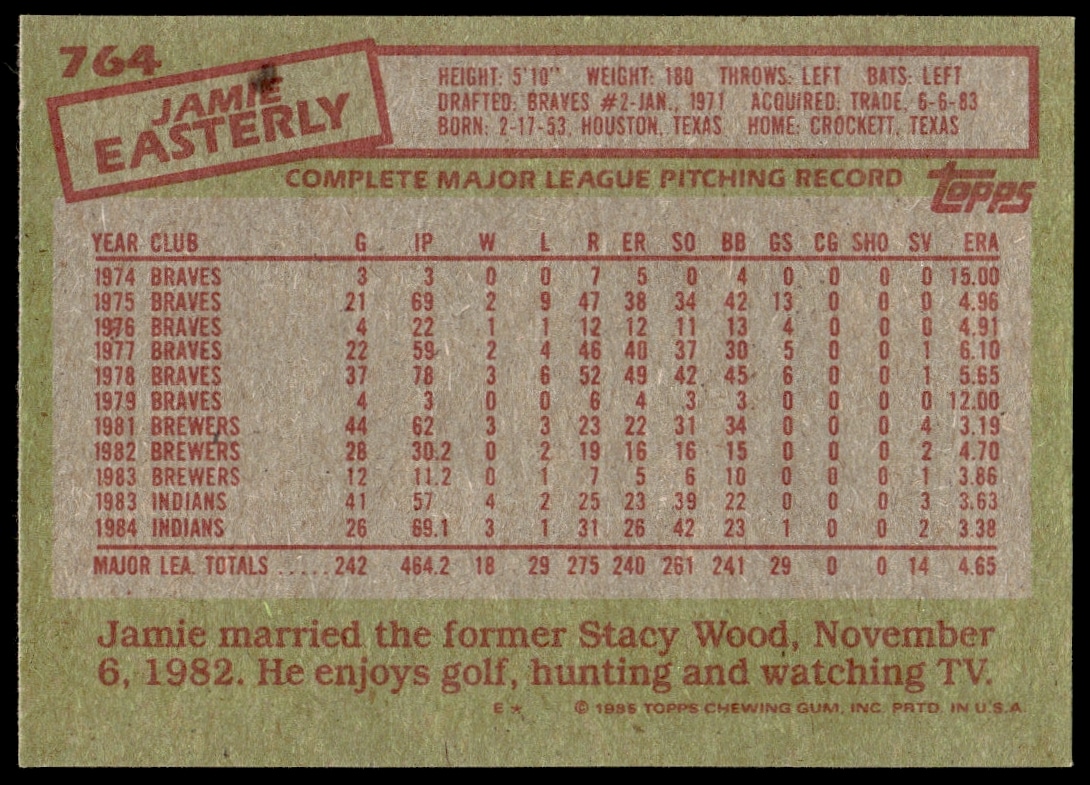 764
JAMIE
EASTERLY
HEIGHT: 5'10" WEIGHT: 180 THROWS: LEFT BATS: LEFT
DRAFTED: BRAVES #2-JAN., 1971 ACQUIRED: TRADE, 6-6-83
BORN: 2-17-53, HOUSTON, TEXAS HOME: CROCKETT, TEXAS
COMPLETE MAJOR LEAGUE PITCHING RECORD
topps
YEAR CLUB G IP W L R ER SO BB GS CG SHO SV ERA
1974 BRAVES 3 3 0 0 7 5 0 4 0 0 0 0 15.00
1975 BRAVES 21 69 2 9 47 38 34 42 13 0 0 0 4.96
1976 BRAVES 4 22 1 1 12 12 11 13 4 0 0 0 4.91
1977 BRAVES 22 59 2 4 46 40 37 30 5 0 0 1 6.10
1978 BRAVES 37 78 3 6 52 49 42 45 6 0 0 1 5.65
1979 BRAVES 4 3 0 0 6 4 3 3 0 0 0 0 12.00
1981 BREWERS 44 62 3 3 23 22 31 34 0 0 0 4 3.19
1982 BREWERS 28 30.2 0 2 19 16 16 15 0 0 0 2 4.70
1983 BREWERS 12 11.2 0 1 7 5 6 10 0 0 0 1 3.86
1983 INDIANS 41 57 4 2 25 23 39 22 0 0 0 3 3.63
1984 INDIANS 26 69.1 3 1 31 26 42 23 1 0 0 2 3.38
MAJOR LEA. TOTALS ..... 242 464.2 18 29 275 240 261 241 29 0 0 14 4.65
Jamie married the former Stacy Wood, November
6, 1982. He enjoys golf, hunting and watching TV.
E * © 1985 TOPPS CHEWING GUM, INC. PRTD. IN U.S.A.